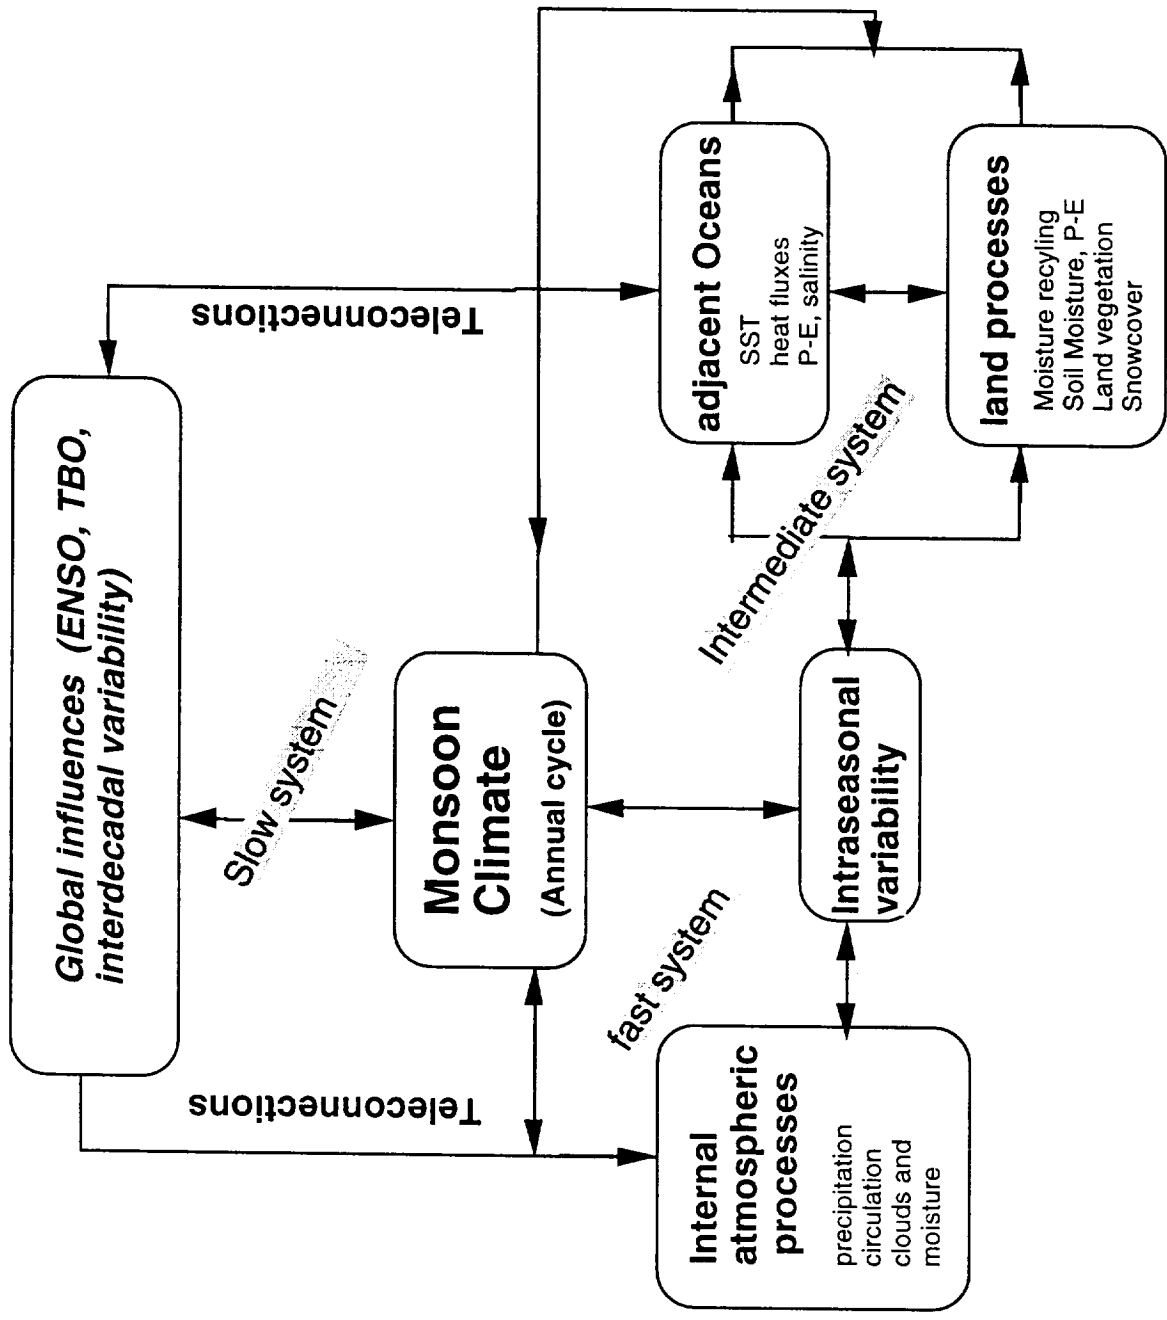 Global influences (ENSO, TBO,
interdecadal variability)
Teleconnections
Teleconnections
Slow system
Monsoon
Climate
(Annual cycle)
fast system
Intermediate system
Internal
atmospheric
processes
precipitation
circulation
clouds and
moisture
Intraseasonal
variability
adjacent Oceans
SST
heat fluxes
P-E, salinity
land processes
Moisture recyling
Soil Moisture, P-E
Land vegetation
Snowcover